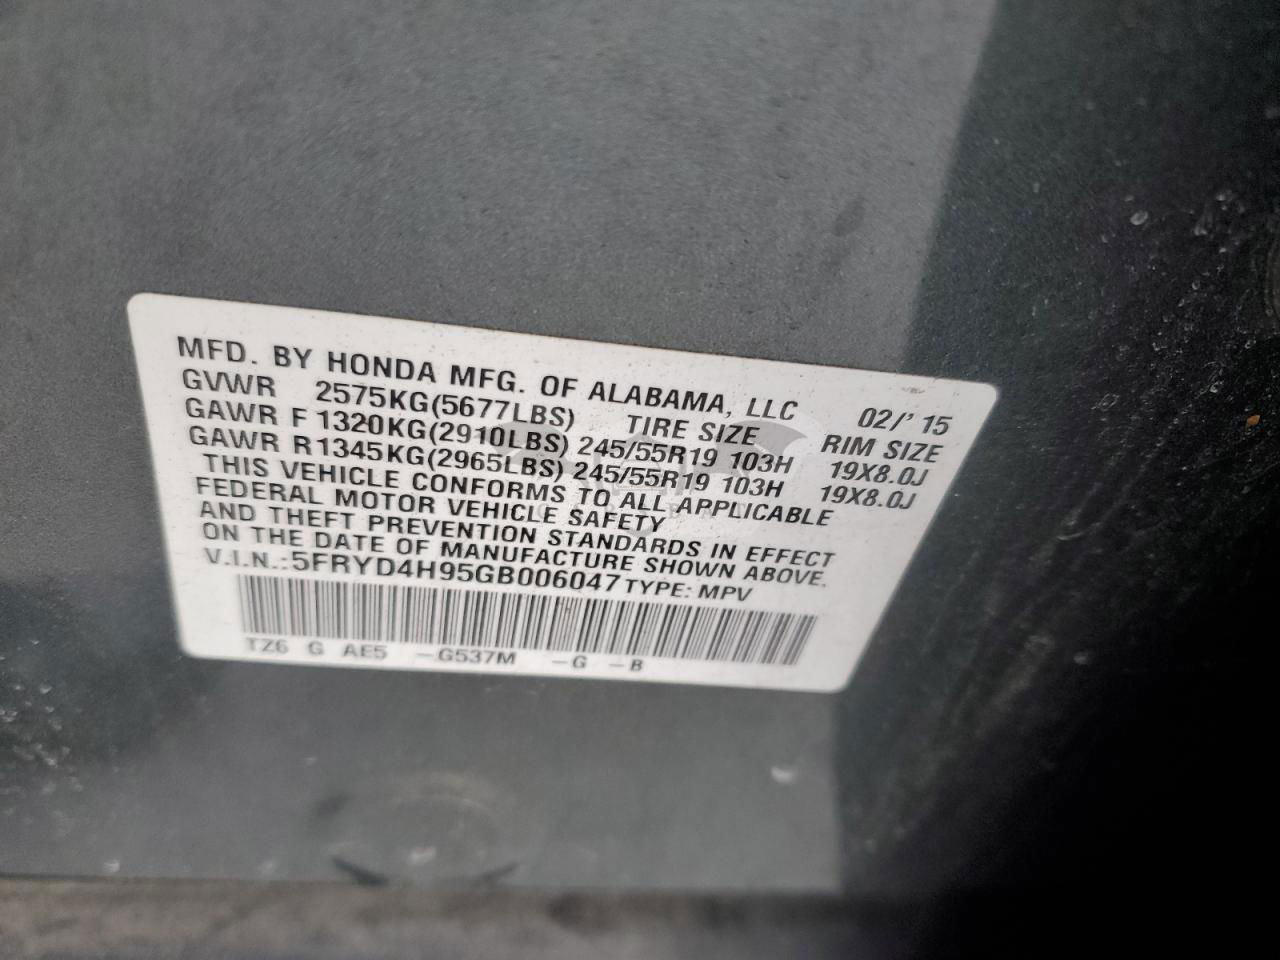 MFD. BY HONDA MFG. OF ALABAMA, LLC 02/' 15
GVWR 2575KG(5677LBS) TIRE SIZE RIM SIZE
GAWR F 1320KG(2910LBS) 245/55R19 103H 19X8.0J
GAWR R1345KG(2965LBS) 245/55R19 103H 19X8.0J
THIS VEHICLE CONFORMS TO ALL APPLICABLE
FEDERAL MOTOR VEHICLE SAFETY
AND THEFT PREVENTION STANDARDS IN EFFECT
ON THE DATE OF MANUFACTURE SHOWN ABOVE.
V.I.N.:5FRYD4H95GB006047 TYPE: MPV
TZ6 G AE5 -G537M -G -B